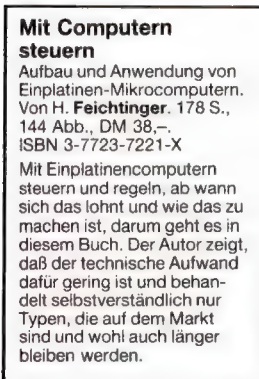 Mit Computern
steuern
Aufbau und Anwendung von
Einplatinen-Mikrocomputern.
Von H. Feichtinger. 178 S.,
144 Abb., DM 38,–.
ISBN 3-7723-7221-X
Mit Einplatinencomputern
steuern und regeln, ab wann
sich das lohnt und wie das zu
machen ist, darum geht es in
diesem Buch. Der Autor zeigt,
daß der technische Aufwand
dafür gering ist und behan-
delt selbstverständlich nur
Typen, die auf dem Markt
sind und wohl auch länger
bleiben werden.